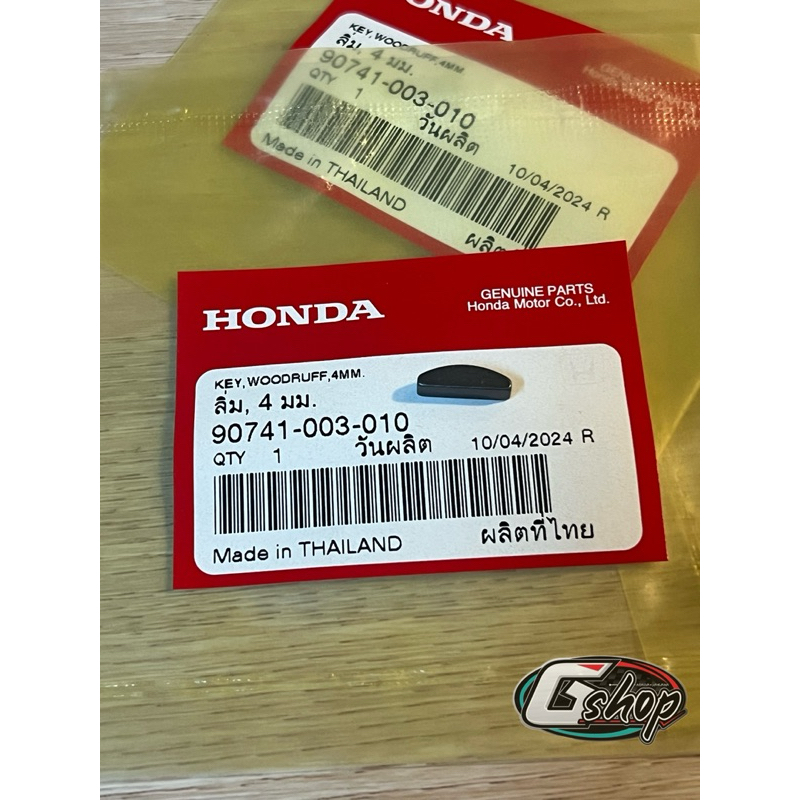 HONDA
KEY, WOODRUFF, 4MM.
ลิ่ม, 4 มม.
90741-003-010
QTY 1 วันผลิต
10/04/2024 R
Made in THAILAND
HONDA
GENUINE PARTS
Honda Motor Co., Ltd.
KEY, WOODRUFF, 4MM.
ลิ่ม, 4 มม.
90741-003-010
QTY 1 วันผลิต 10/04/2024 R
Made in THAILAND ผลิตที่ไทย
Gshop